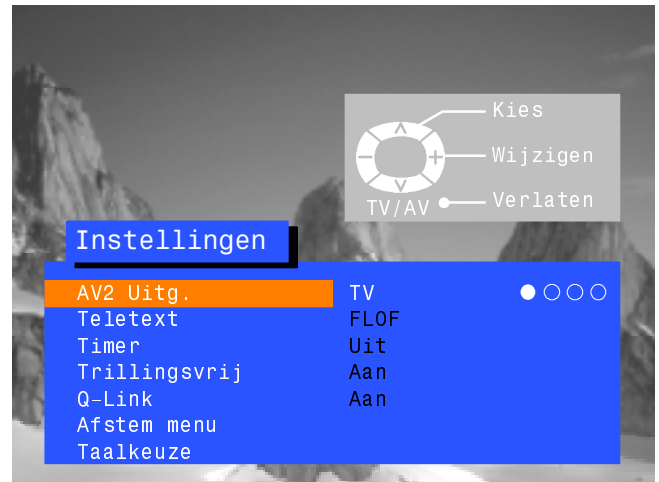 Kies
Wijzigen
TV/AV Verlaten
Instellingen
AV2 Uitg. TV
Teletext FLOF
Timer Uit
Trillingsvrij Aan
Q-Link Aan
Afstem menu
Taalkeuze